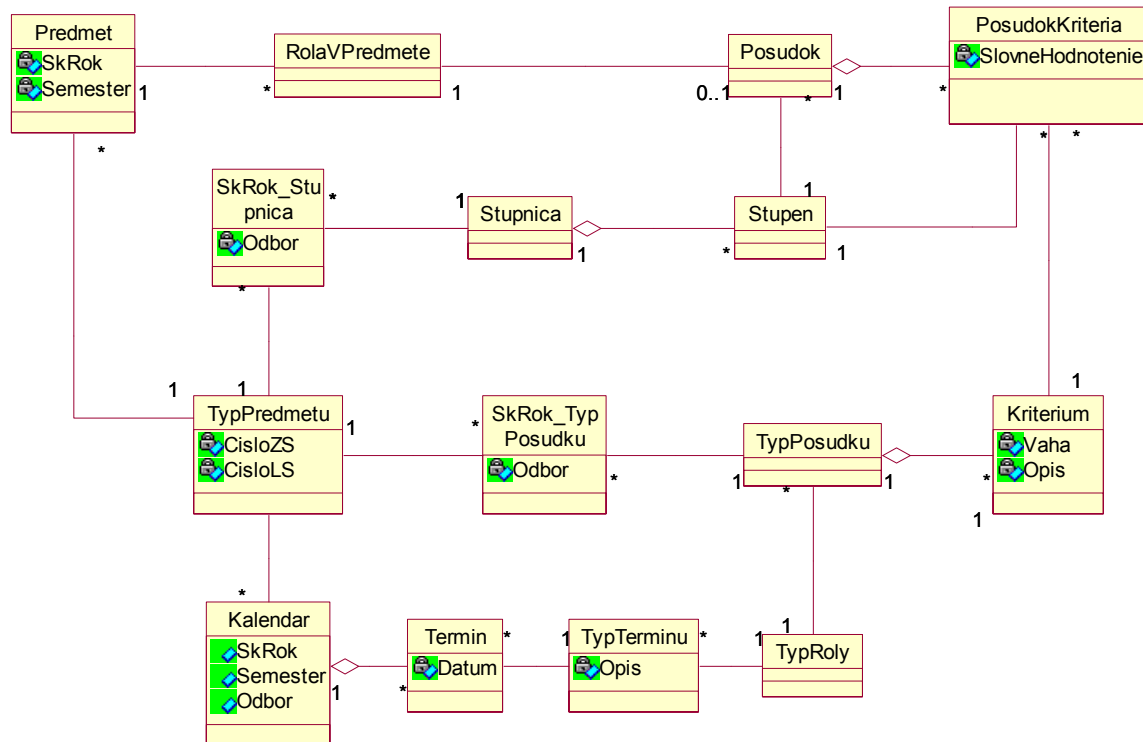 Predmet
SkRok
Semester
1
*
RolaVPredmete
*
1
Posudok
0..1
*
1
PosudokKriteria
SlovneHodnotenie
*
*
*
SkRok_Stu
pnica
Odbor
*
*
Stupnica
1
1
Stupen
1
*
1
TypPredmetu
CisloZS
CisloLS
1
1
1
SkRok_Typ
Posudku
Odbor
*
*
TypPosudku
1
*
1
Kriterium
Vaha
Opis
1
*
1
Kalendar
SkRok
Semester
Odbor
*
1
Termin
Datum
*
*
TypTerminu
Opis
1
*
TypRoly
1
1